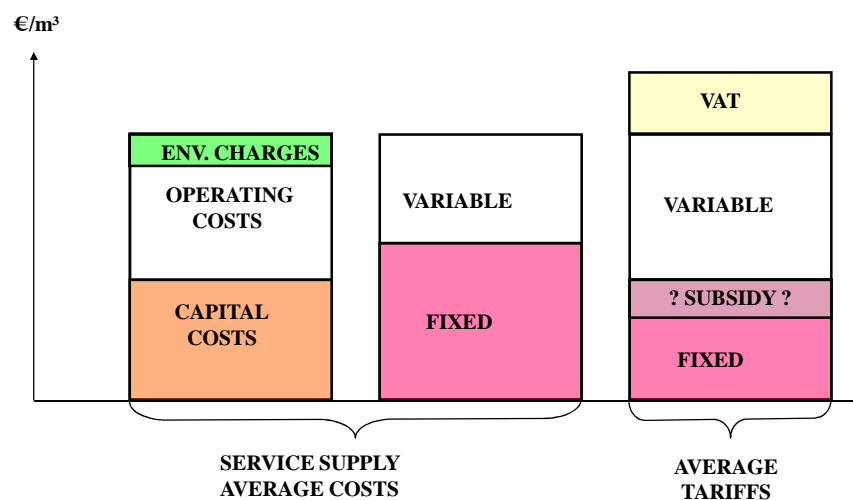 €/m³
VAT
ENV. CHARGES
OPERATING
COSTS
VARIABLE
VARIABLE
CAPITAL
COSTS
FIXED
? SUBSIDY ?
FIXED
SERVICE SUPPLY
AVERAGE COSTS
AVERAGE
TARIFFS